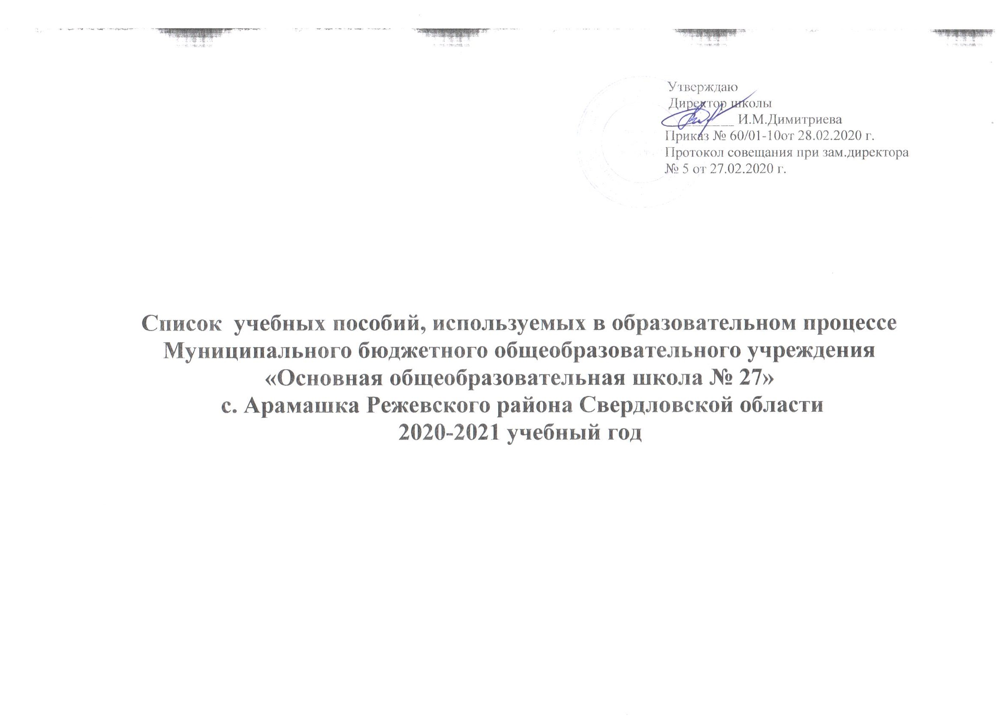 Утверждаю
Директор школы
________ И.М.Димитриева
Приказ № 60/01-10от 28.02.2020 г.
Протокол совещания при зам.директора
№ 5 от 27.02.2020 г.
Список учебных пособий, используемых в образовательном процессе
Муниципального бюджетного общеобразовательного учреждения
«Основная общеобразовательная школа № 27»
с. Арамашка Режевского района Свердловской области
2020-2021 учебный год